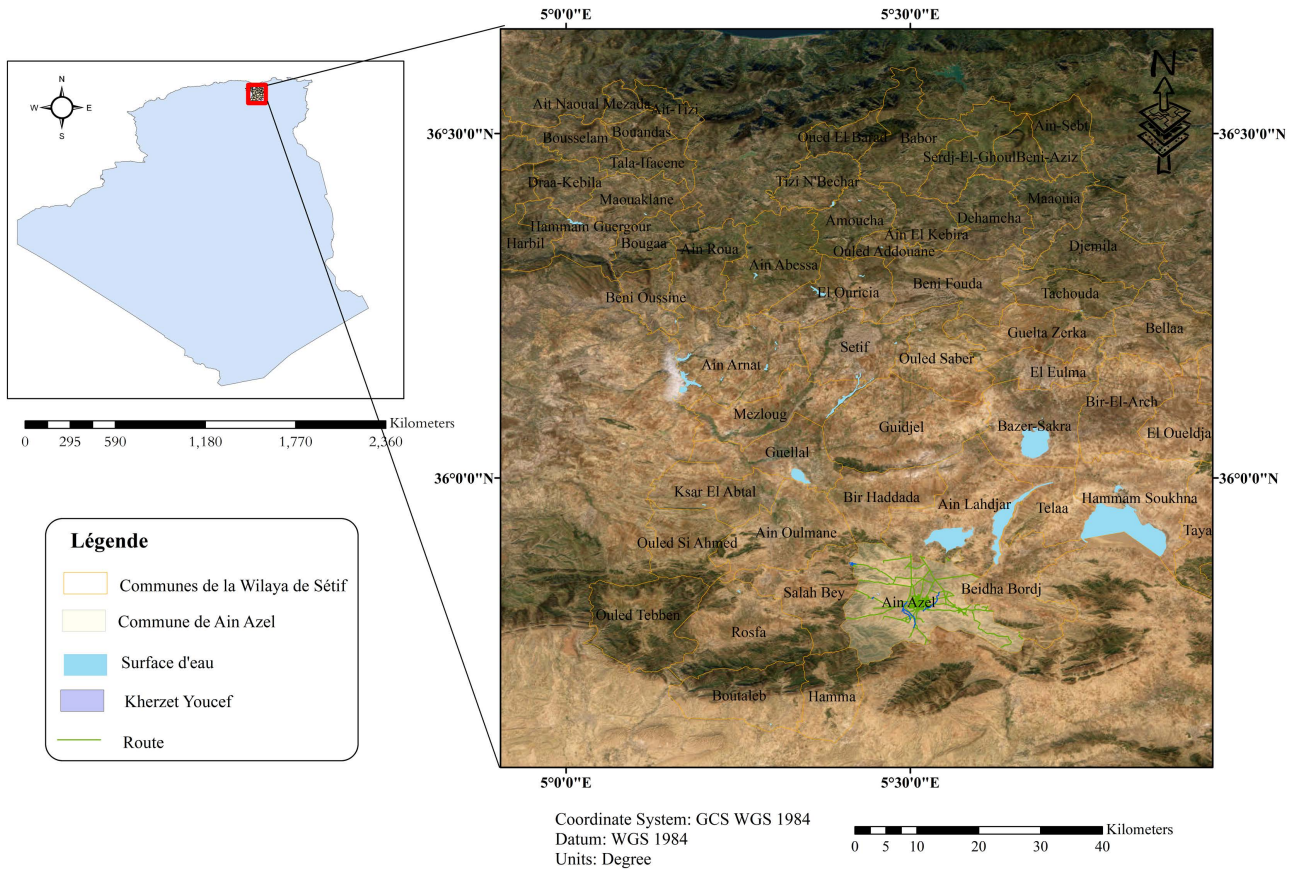 5°0'0"E
5°30'0"E
N
W
E
S
N
36°30'0"N
36°30'0"N
Ait Naoual Mezada
Ait-Tizi
Bousselam
Bouandas
Oued El Barad
Babor
Ain-Sebt
Tala-Ifacene
Serdj-El-Ghoul
Beni-Aziz
Draa-Kebila
Maouaklane
Tizi N'Bechar
Maaouia
Hammam Guergour
Amoucha
Dehamcha
Harbil
Bougaa
Ain Roua
Ain El Kebira
Ouled Addouane
Djemila
Ain Abessa
Beni Oussine
El Ouricia
Beni Fouda
Tachouda
Guelta Zerka
Bellaa
Ain Arnat
Setif
Ouled Saber
El Eulma
Bir-El-Arch
Mezloug
Guidjel
Bazer-Sakra
El Oueldja
Guellal
36°0'0"N
36°0'0"N
Ksar El Abtal
Bir Haddada
Ain Lahdjar
Telaa
Hammam Soukhna
Taya
Ain Oulmane
Ouled Si Ahmed
Salah Bey
Beidha Bordj
Ain Azel
Ouled Tebben
Rosfa
Boutaleb
Hamma
Kilometers
0 295 590 1,180 1,770 2,360
Légende
Communes de la Wilaya de Sétif
Commune de Ain Azel
Surface d'eau
Kherzet Youcef
Route
5°0'0"E
5°30'0"E
Coordinate System: GCS WGS 1984
Datum: WGS 1984
Units: Degree
Kilometers
0 5 10 20 30 40